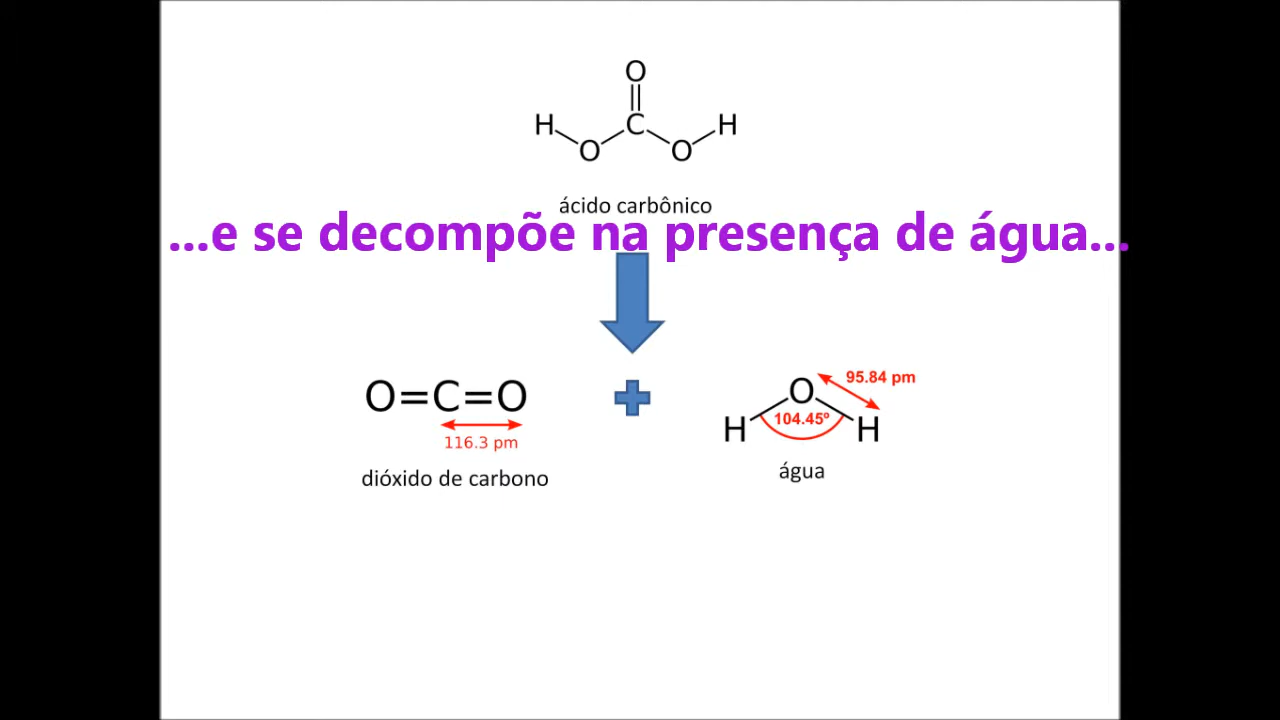 O
H C H
O O
ácido carbônico
...e se decompõe na presença de água...
O=C=O
116.3 pm
dióxido de carbono
O 95.84 pm
H 104.45º H
água